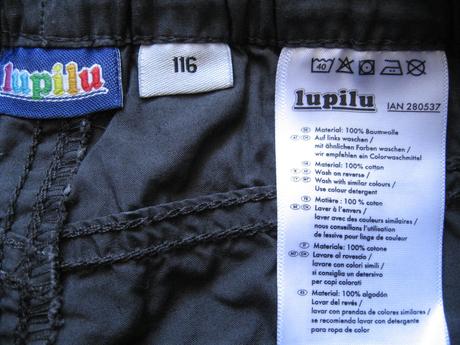 lupilu
116
40
lupilu
IAN 280537
Material: 100% Baumwolle
Auf links waschen /
mit ähnlichen Farben waschen /
wir empfehlen ein Colorwaschmittel
Material: 100% cotton
Wash on reverse /
Wash with similar colours /
Use colour detergent
Matière : 100% coton
Laver à l'envers /
laver avec des couleurs similaires /
nous conseillons l'utilisation
de lessive pour linge de couleur
Materiale: 100% cotone
Lavare al rovescio /
lavare con colori simili /
si consiglia un detersivo
per capi colorati
Material: 100% algodón
Lavar del revés /
lavar con prendas de colores similares /
se recomienda lavar con detergente
para ropa de color